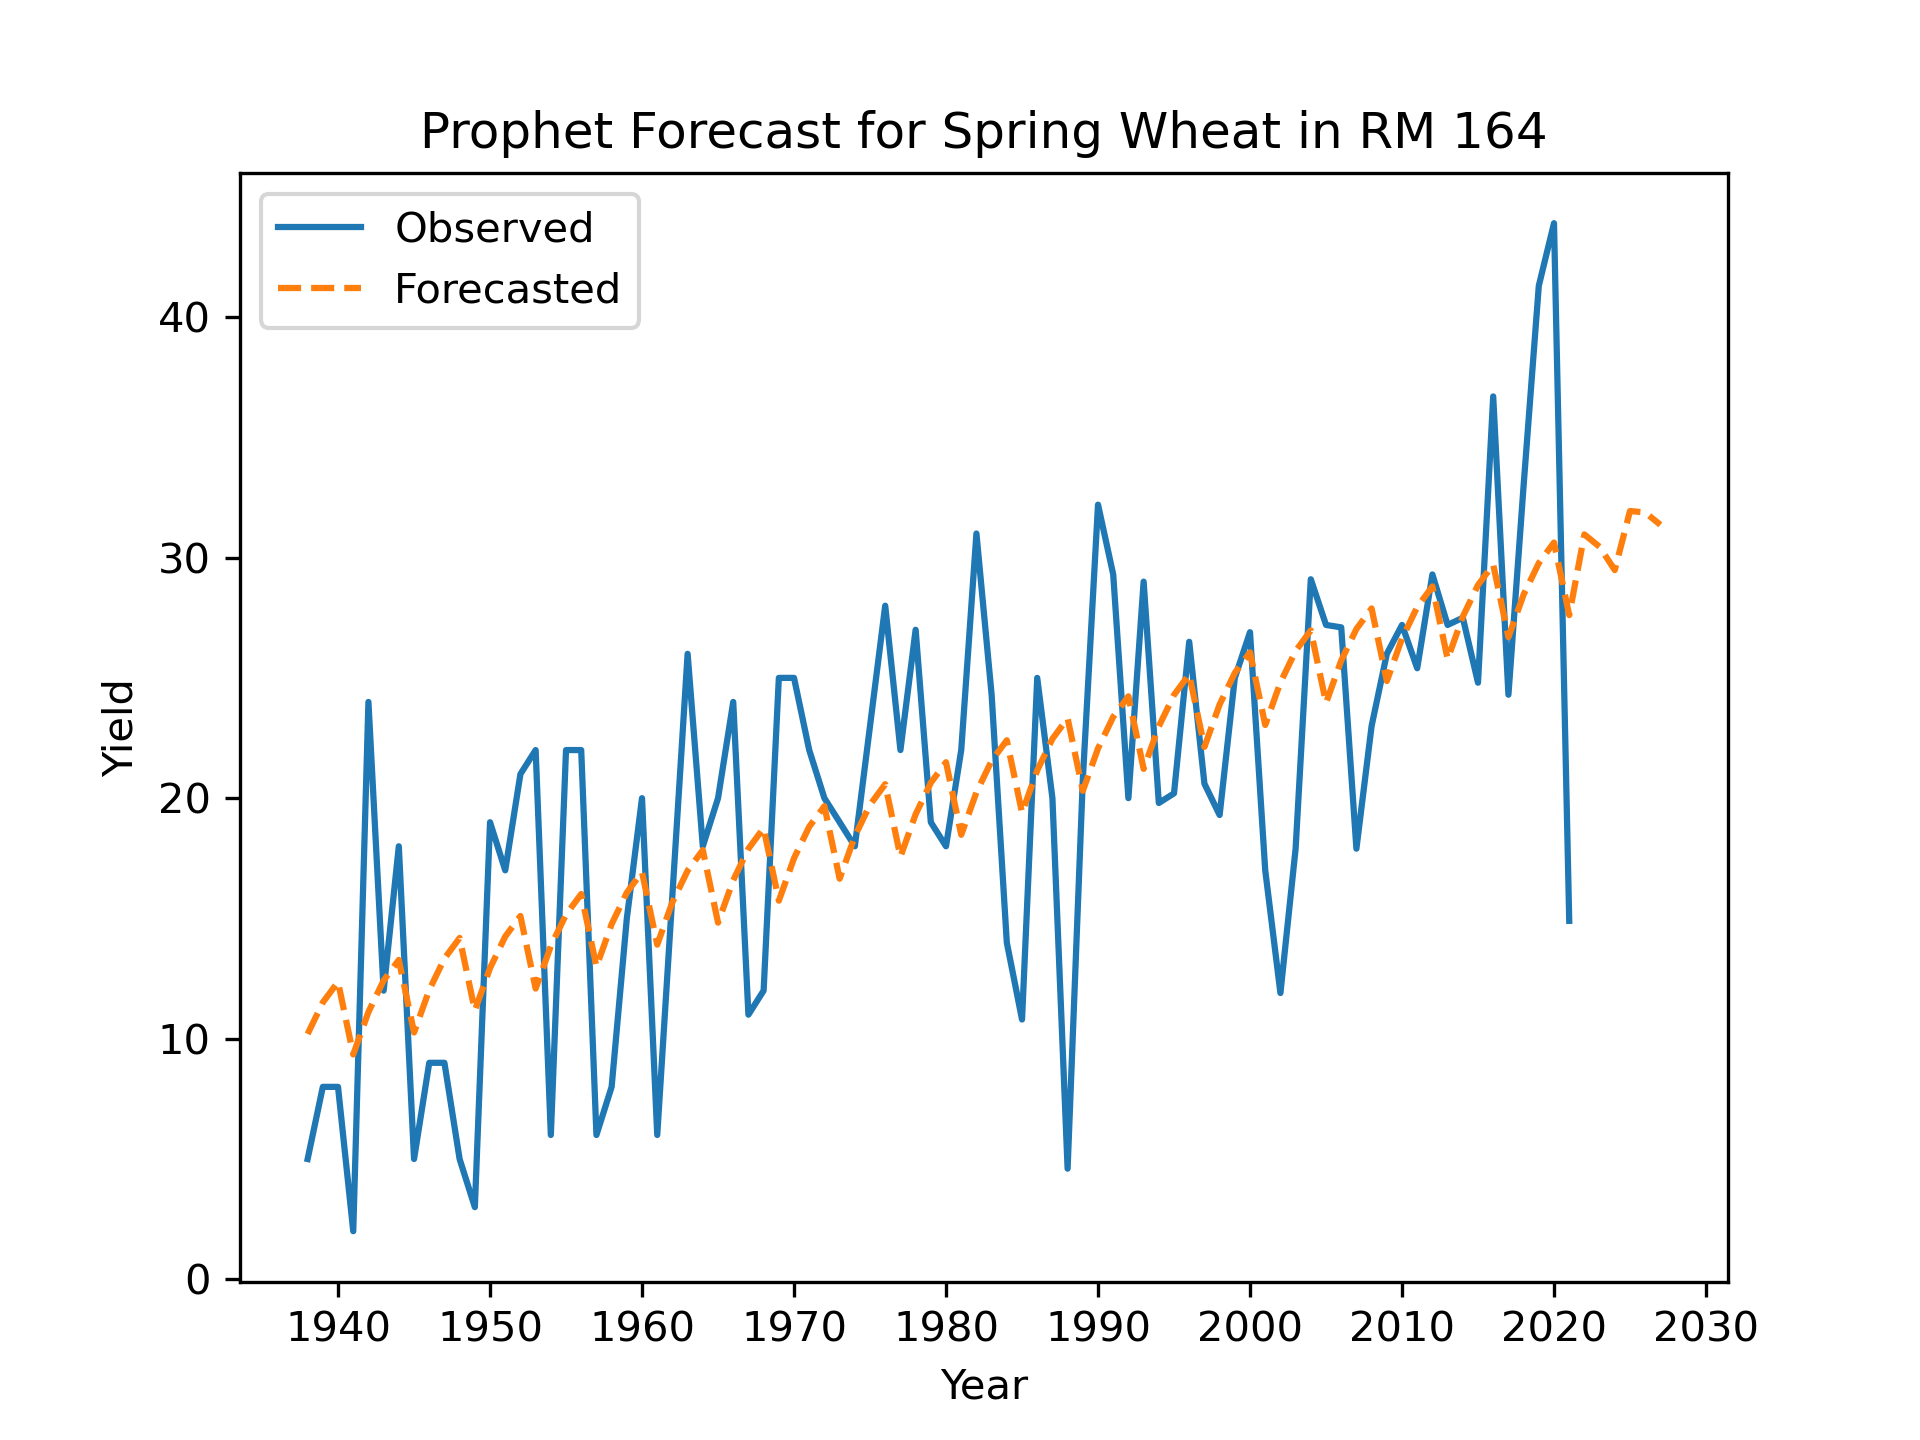 Prophet Forecast for Spring Wheat in RM 164
Observed
Forecasted
40
30
20
10
0
Yield
1940 1950 1960 1970 1980 1990 2000 2010 2020 2030
Year